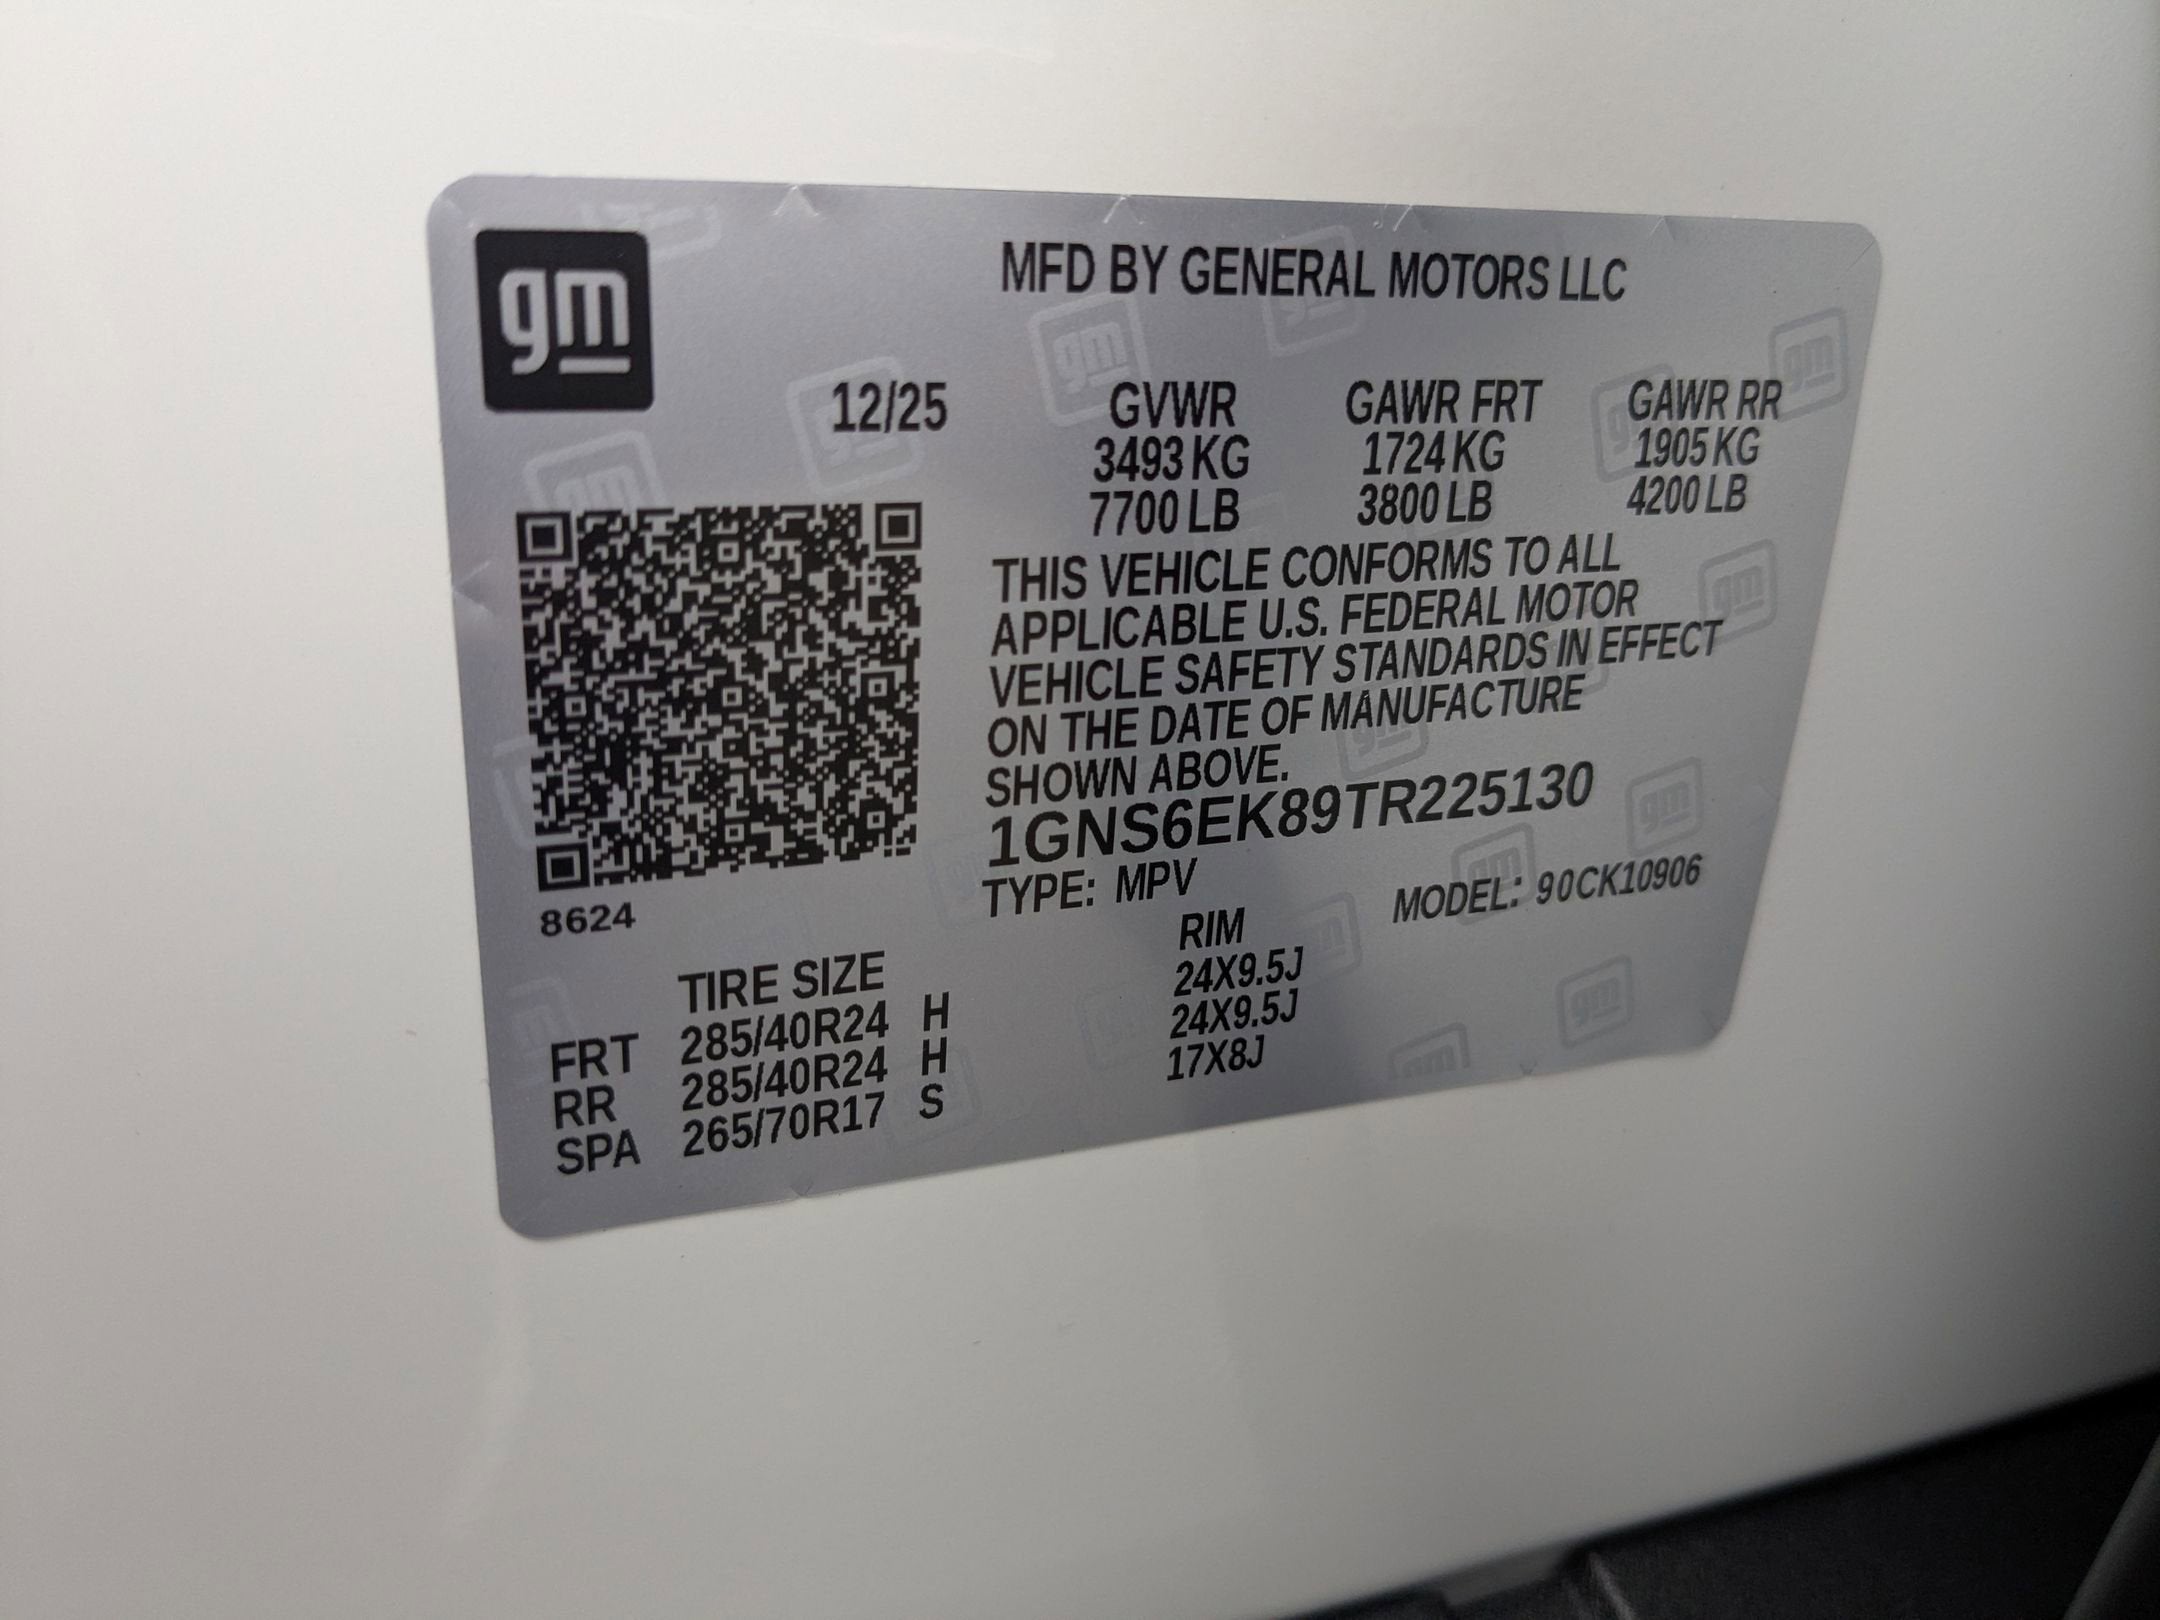 gm
MFD BY GENERAL MOTORS LLC
12/25 GVWR GAWR FRT GAWR RR
3493 KG 1724 KG 1905 KG
7700 LB 3800 LB 4200 LB
THIS VEHICLE CONFORMS TO ALL
APPLICABLE U.S. FEDERAL MOTOR
VEHICLE SAFETY STANDARDS IN EFFECT
ON THE DATE OF MANUFACTURE
SHOWN ABOVE.
1GNS6EK89TR225130
TYPE: MPV MODEL: 90CK10906
8624
TIRE SIZE RIM
FRT 285/40R24 H 24X9.5J
RR 285/40R24 H 24X9.5J
SPA 265/70R17 S 17X8J